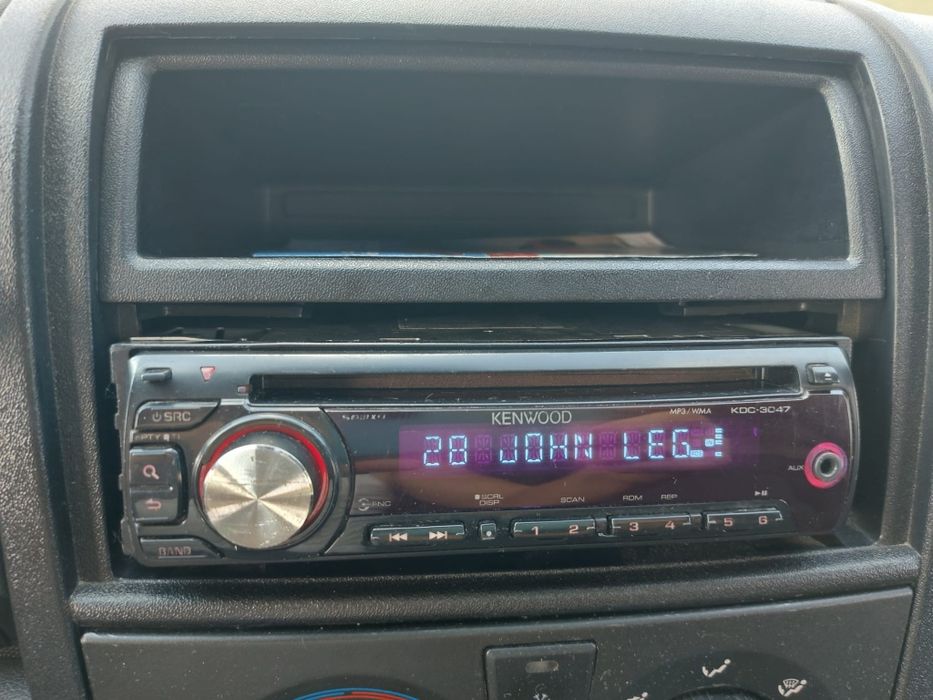 SRC
KENWOOD
MP3/WMA KDC-3047
28 JOHN LEG
AUX
SCRL
DISP
SCAN
RDM
REP
1 2 3 4 5 6
BAND